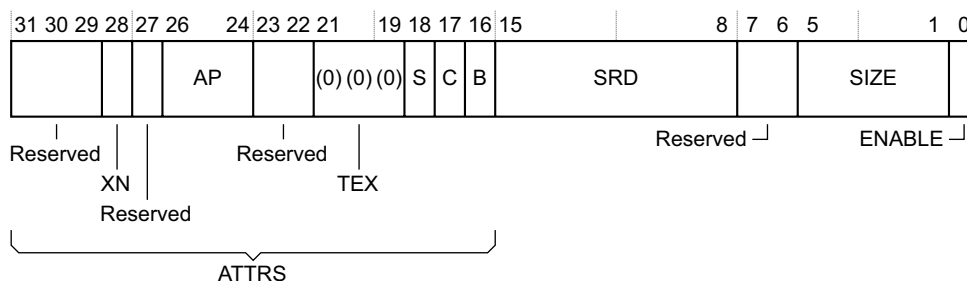 31 30 29 28 27 26 24 23 22 21 19 18 17 16 15 8 7 6 5 1 0
AP (0) (0) (0) S C B SRD SIZE
Reserved Reserved Reserved ENABLE
XN TEX
Reserved
ATTRS